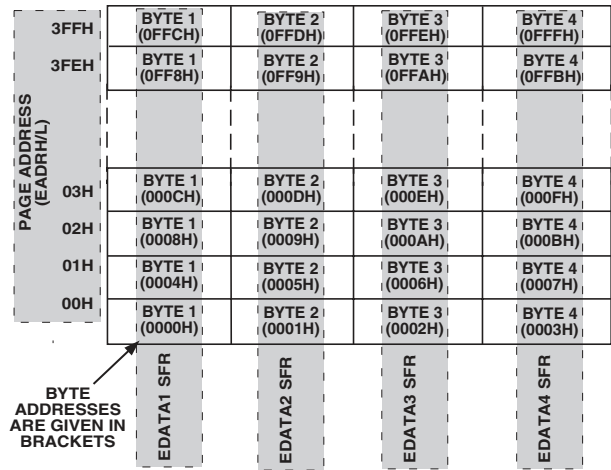 3FFH
BYTE 1 BYTE 2 BYTE 3 BYTE 4
(0FFCH) (0FFDH) (0FFEH) (0FFFH)
3FEH
BYTE 1 BYTE 2 BYTE 3 BYTE 4
(0FF8H) (0FF9H) (0FFAH) (0FFBH)
PAGE ADDRESS
(EADRH/L)
03H
BYTE 1 BYTE 2 BYTE 3 BYTE 4
(000CH) (000DH) (000EH) (000FH)
02H
BYTE 1 BYTE 2 BYTE 3 BYTE 4
(0008H) (0009H) (000AH) (000BH)
01H
BYTE 1 BYTE 2 BYTE 3 BYTE 4
(0004H) (0005H) (0006H) (0007H)
00H
BYTE 1 BYTE 2 BYTE 3 BYTE 4
(0000H) (0001H) (0002H) (0003H)
BYTE
ADDRESSES
ARE GIVEN IN
BRACKETS
EDATA1 SFR
EDATA2 SFR
EDATA3 SFR
EDATA4 SFR